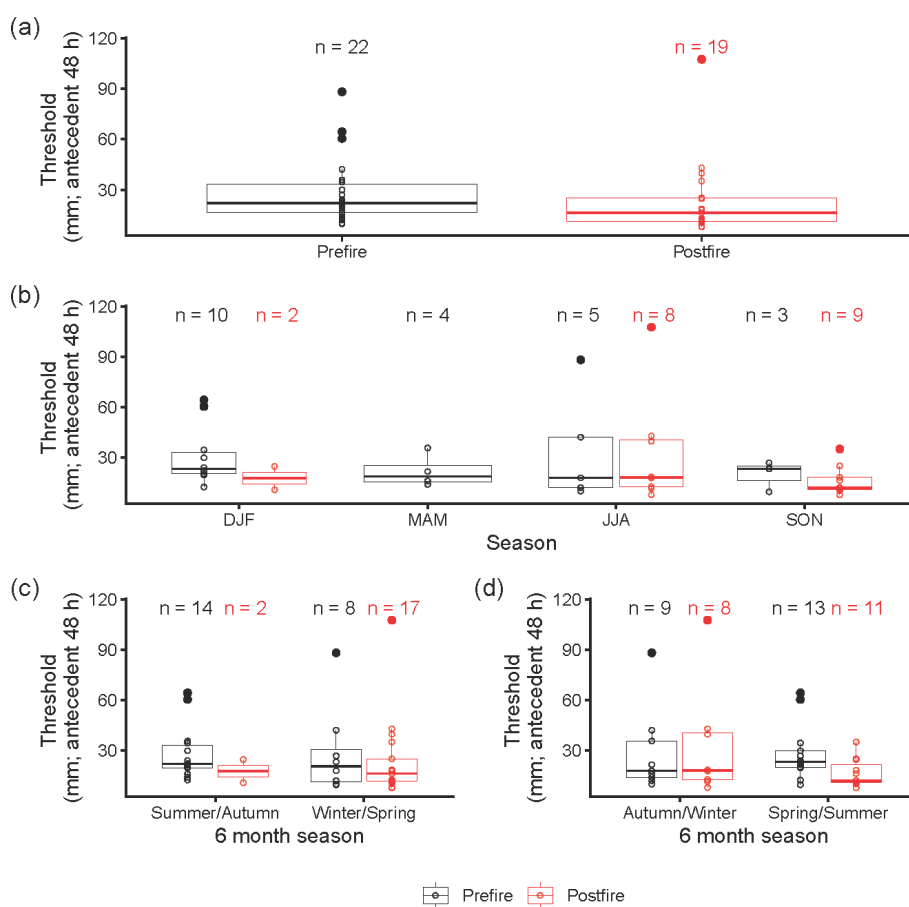 (a)
Threshold
(mm; antecedent 48 h)
120
90
60
30
n = 22
n = 19
Prefire
Postfire
(b)
Threshold
(mm; antecedent 48 h)
120
90
60
30
n = 10
n = 2
n = 4
n = 5
n = 8
n = 3
n = 9
DJF
MAM
JJA
SON
Season
(c)
Threshold
(mm; antecedent 48 h)
120
90
60
30
n = 14
n = 2
n = 8
n = 17
Summer/Autumn
Winter/Spring
6 month season
(d)
Threshold
(mm; antecedent 48 h)
120
90
60
30
n = 9
n = 8
n = 13
n = 11
Autumn/Winter
Spring/Summer
6 month season
Prefire
Postfire